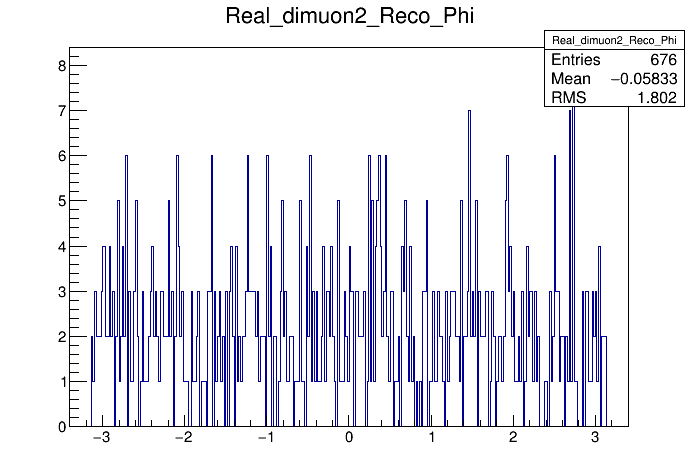 Real_dimuon2_Reco_Phi
Real_dimuon2_Reco_Phi
Entries 676
Mean −0.05833
RMS 1.802
8
7
6
5
4
3
2
1
0
−3 −2 −1 0 1 2 3